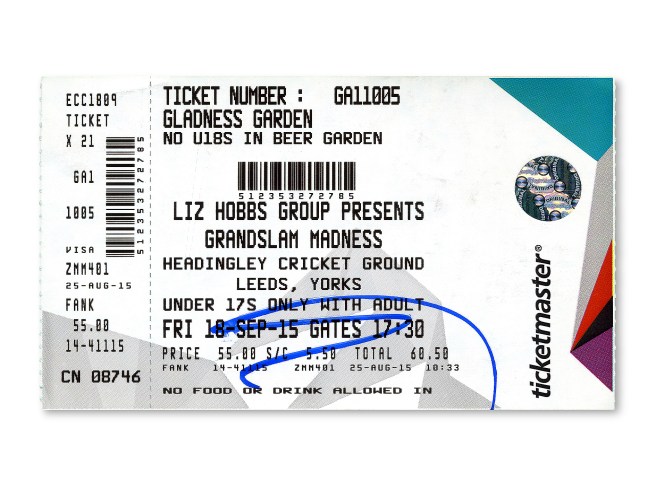 ECC1809
TICKET
X 21
GA1
1005
VISA
ZMM401
25-AUG-15
FANK
55.00
14-41115
CN 08746
512353272785
TICKET NUMBER : GA11005
GLADNESS GARDEN
NO U18S IN BEER GARDEN
512353272785
LIZ HOBBS GROUP PRESENTS
GRANDSLAM MADNESS
HEADINGLEY CRICKET GROUND
LEEDS, YORKS
UNDER 17S ONLY WITH ADULT
FRI 18-SEP-15 GATES 17:30
PRICE 55.00 S/C 5.50 TOTAL 60.50
FANK 14-41115 ZMM401 25-AUG-15 10:33
NO FOOD OR DRINK ALLOWED IN
ticketmaster®